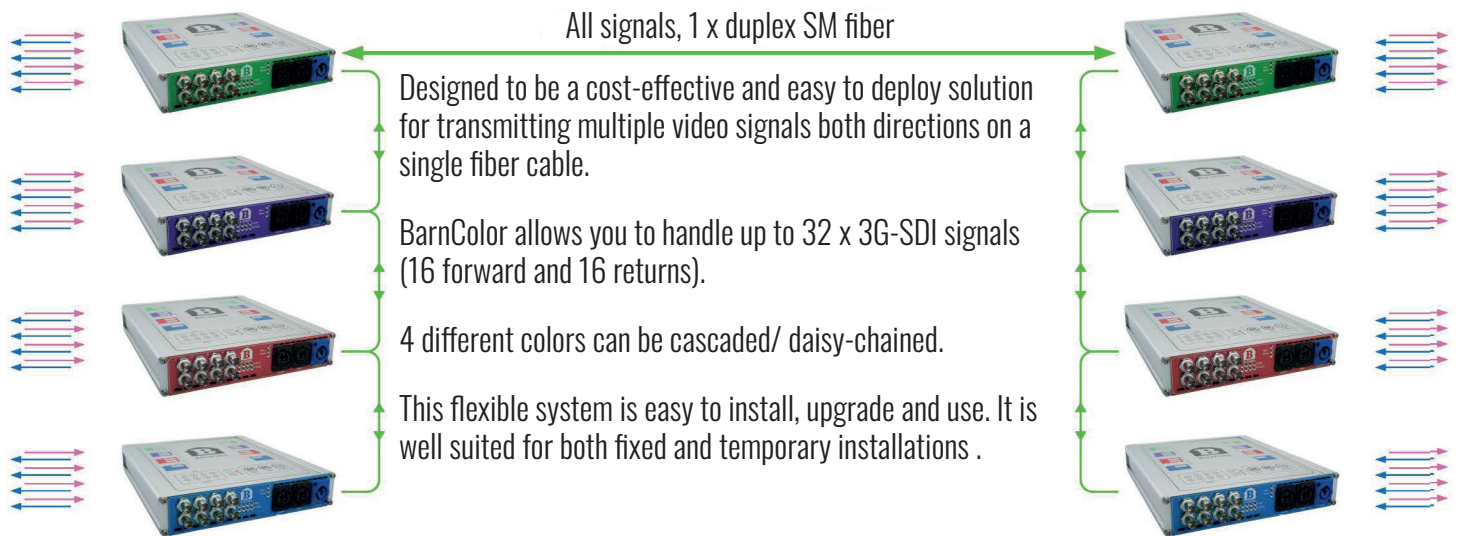 All signals, 1 x duplex SM fiber
Designed to be a cost-effective and easy to deploy solution
for transmitting multiple video signals both directions on a
single fiber cable.
BarnColor allows you to handle up to 32 x 3G-SDI signals
(16 forward and 16 returns).
4 different colors can be cascaded/ daisy-chained.
This flexible system is easy to install, upgrade and use. It is
well suited for both fixed and temporary installations .
B
B
B
B
B
B
B
B